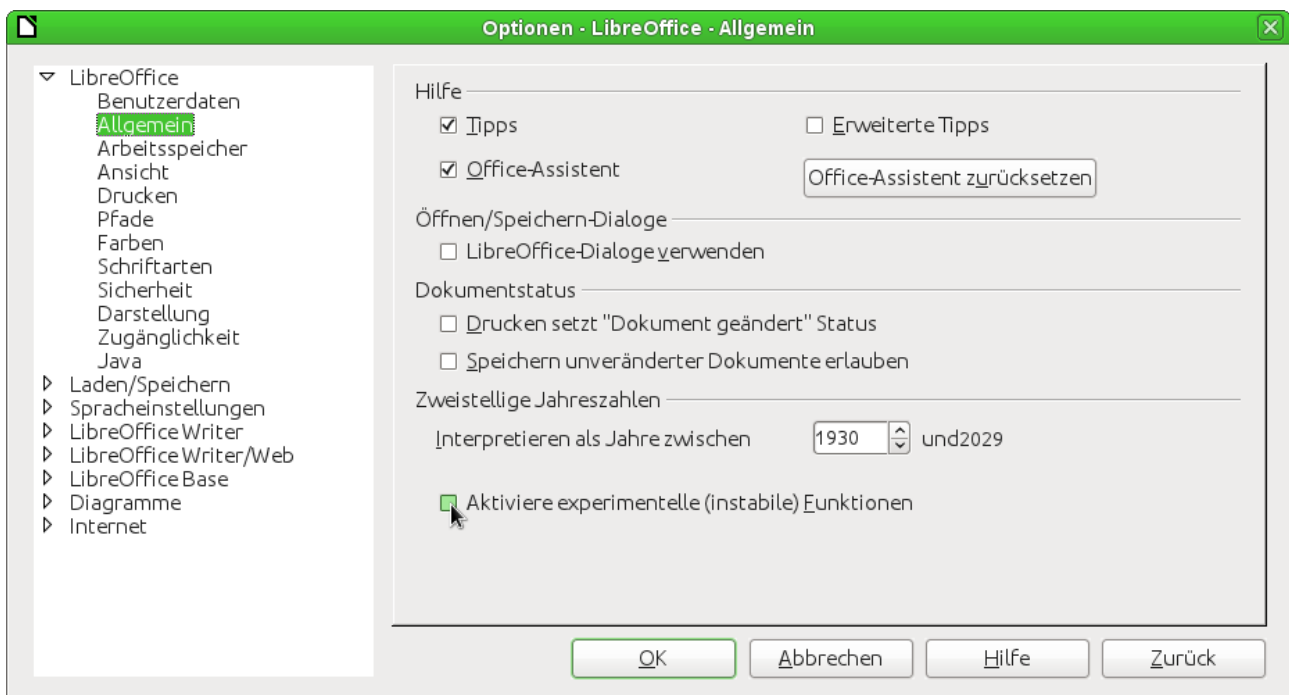 Optionen - LibreOffice - Allgemein
LibreOffice
Benutzerdaten
Allgemein
Arbeitsspeicher
Ansicht
Drucken
Pfade
Farben
Schriftarten
Sicherheit
Darstellung
Zugänglichkeit
Java
Laden/Speichern
Spracheinstellungen
LibreOffice Writer
LibreOffice Writer/Web
LibreOffice Base
Diagramme
Internet
Hilfe
Tipps
Erweiterte Tipps
Office-Assistent
Office-Assistent zurücksetzen
Öffnen/Speichern-Dialoge
LibreOffice-Dialoge verwenden
Dokumentstatus
Drucken setzt "Dokument geändert" Status
Speichern unveränderter Dokumente erlauben
Zweistellige Jahreszahlen
Interpretieren als Jahre zwischen 1930 und2029
Aktiviere experimentelle (instabile) Funktionen
OK Abbrechen Hilfe Zurück